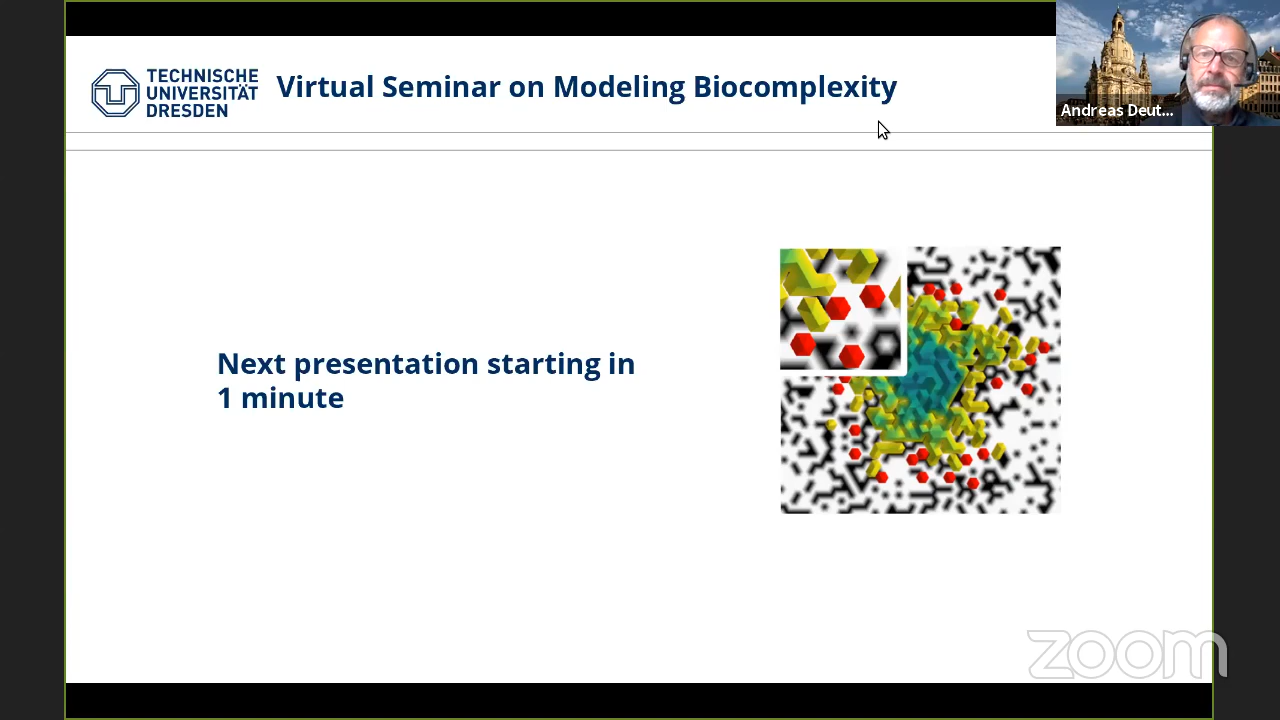 TECHNISCHE
UNIVERSITÄT
DRESDEN
Virtual Seminar on Modeling Biocomplexity
Andreas Deut...
Next presentation starting in
1 minute
zoom